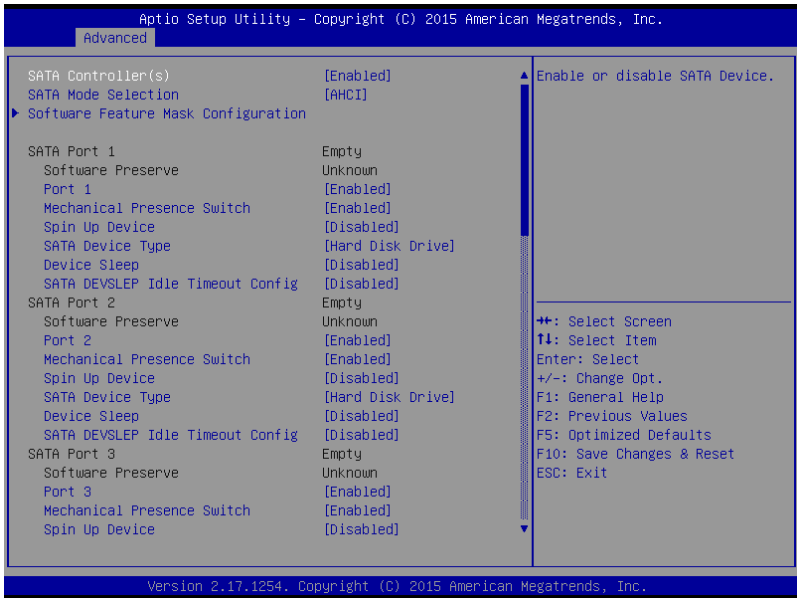 Aptio Setup Utility – Copyright (C) 2015 American Megatrends, Inc.
Advanced
SATA Controller(s) [Enabled]
SATA Mode Selection [AHCI]
Software Feature Mask Configuration
SATA Port 1 Empty
Software Preserve Unknown
Port 1 [Enabled]
Mechanical Presence Switch [Enabled]
Spin Up Device [Disabled]
SATA Device Type [Hard Disk Drive]
Device Sleep [Disabled]
SATA DEVSLEP Idle Timeout Config [Disabled]
SATA Port 2 Empty
Software Preserve Unknown
Port 2 [Enabled]
Mechanical Presence Switch [Enabled]
Spin Up Device [Disabled]
SATA Device Type [Hard Disk Drive]
Device Sleep [Disabled]
SATA DEVSLEP Idle Timeout Config [Disabled]
SATA Port 3 Empty
Software Preserve Unknown
Port 3 [Enabled]
Mechanical Presence Switch [Enabled]
Spin Up Device [Disabled]
Enable or disable SATA Device.
→←: Select Screen
↑↓: Select Item
Enter: Select
+/-: Change Opt.
F1: General Help
F2: Previous Values
F5: Optimized Defaults
F10: Save Changes & Reset
ESC: Exit
Version 2.17.1254. Copyright (C) 2015 American Megatrends, Inc.